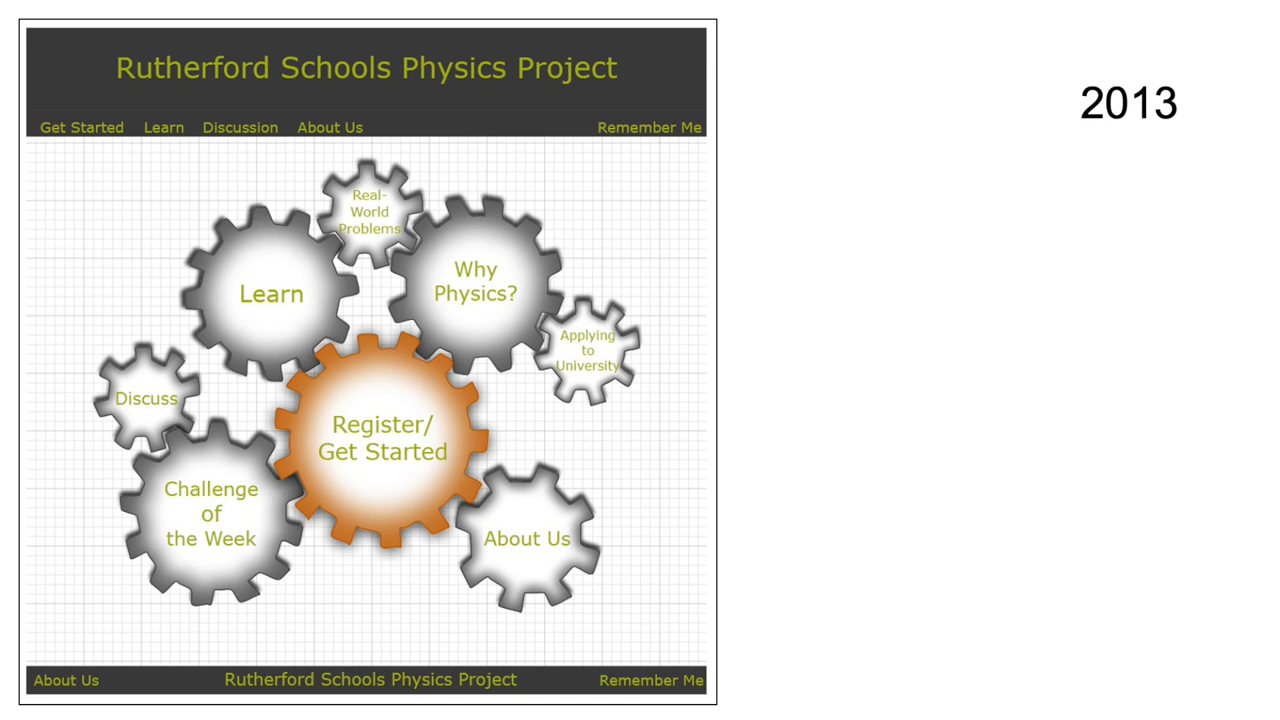 Rutherford Schools Physics Project
2013
Get Started Learn Discussion About Us Remember Me
Real-
World
Problems
Learn
Why
Physics?
Applying
to
University
Discuss
Register/
Get Started
Challenge
of
the Week
About Us
About Us Rutherford Schools Physics Project Remember Me